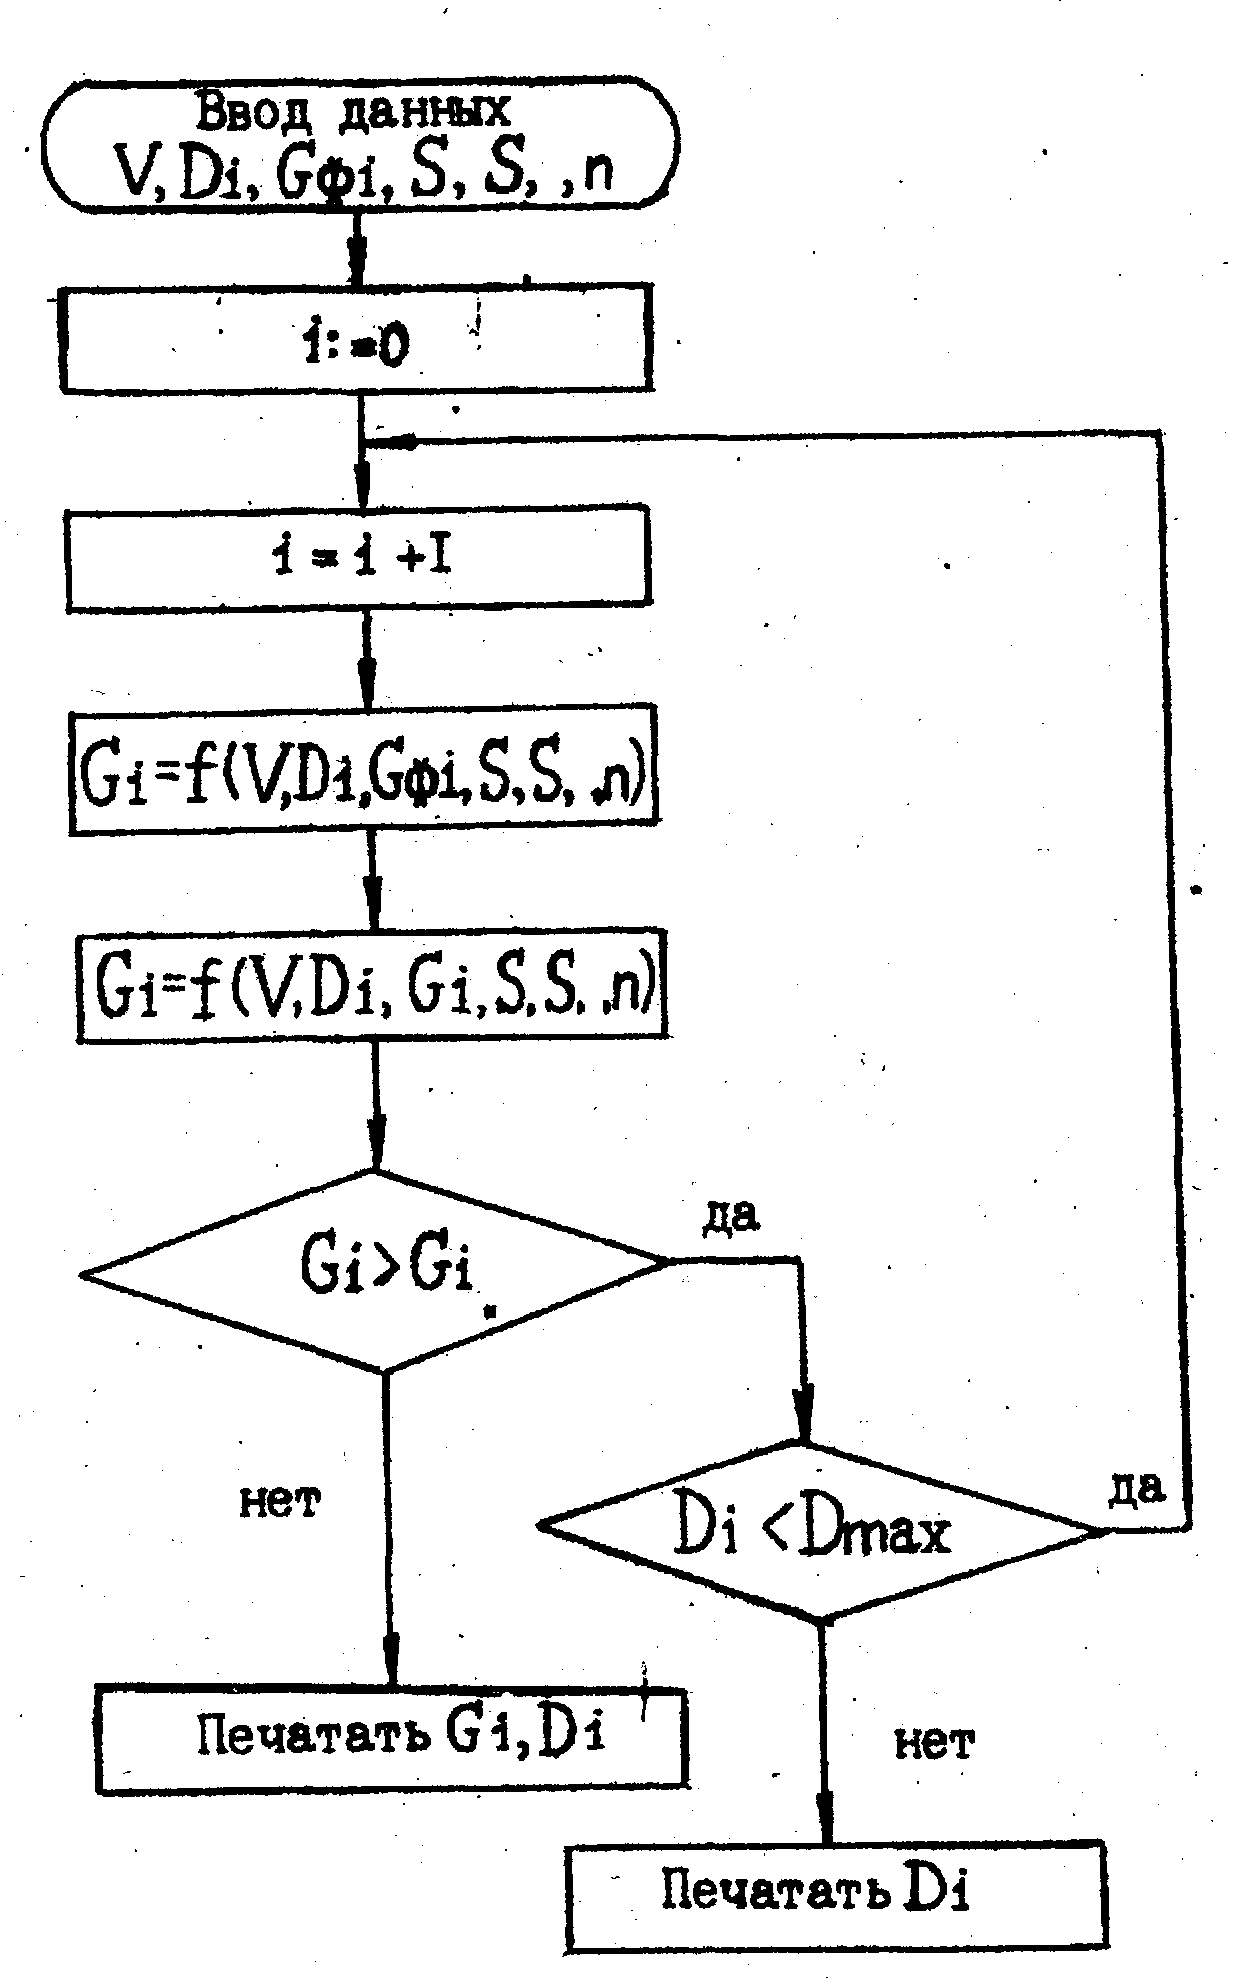 Ввод данных
V, Di, Gфi, S, S, , n
i:=0
i = i +I
Gi=f(V,Di,Gфi,S,S, ,n)
Gi=f(V,Di, Gi,S,S, ,n)
Gi>Gi
да
нет
Di <Dmax
да
Печатать Gi,Di
нет
Печатать Di